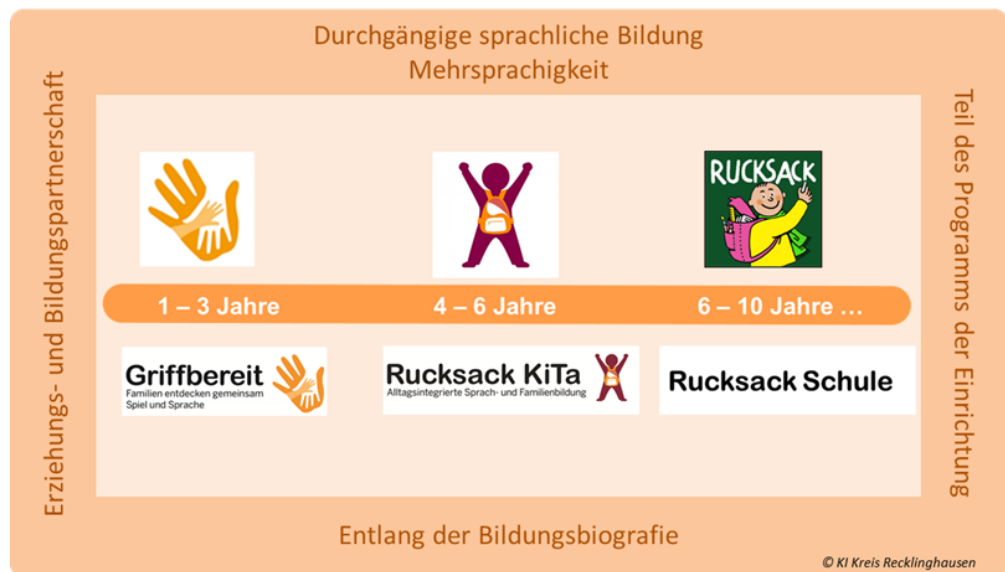 Durchgängige sprachliche Bildung
Mehrsprachigkeit
Erziehungs- und Bildungspartnerschaft
Teil des Programms der Einrichtung
RUCKSACK
1 – 3 Jahre
4 – 6 Jahre
6 – 10 Jahre ...
Griffbereit
Familien entdecken gemeinsam
Spiel und Sprache
Rucksack KiTa
Alltagsintegrierte Sprach- und Familienbildung
Rucksack Schule
Entlang der Bildungsbiografie
© KI Kreis Recklinghausen